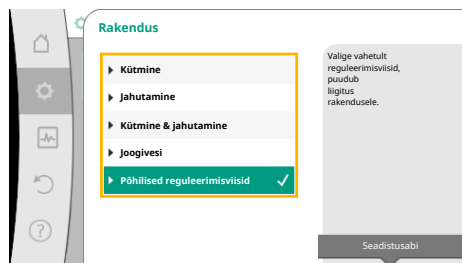 Rakendus
Kütmine
Jahutamine
Kütmine & jahutamine
Joogivesi
Põhilised reguleerimisviisid
Valige vahetult
reguleerimisviisid,
puudub
liigitus
rakendusele.
Seadistusabi